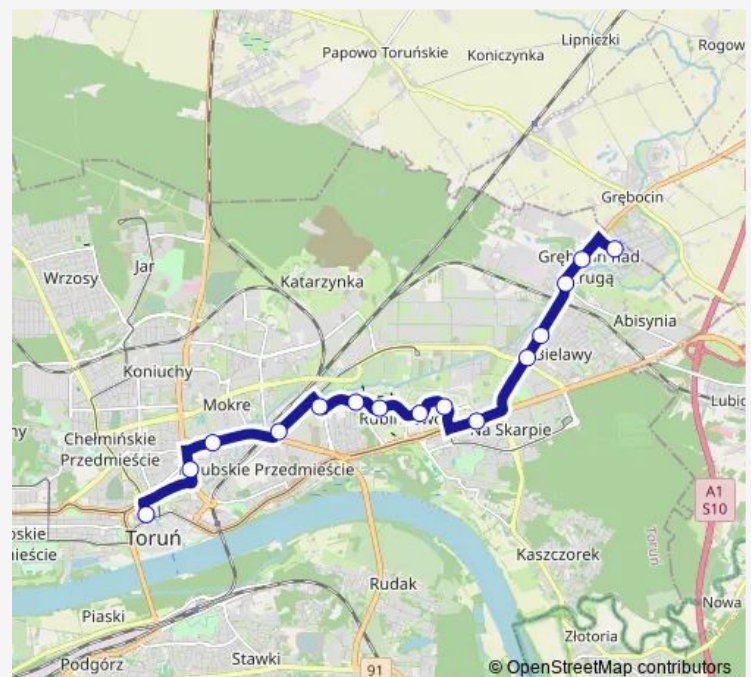 Lipniczki
Papowo Toruńskie
Koniczynka
Rogow
Grębocin
Wrzosy
Jar
Katarzynka
Abisynia
Koniuchy
Bielawy
Mokre
Lubic
Chełmińskie
Przedmieście
Na Skarpie
A1
S10
Toruń
Toruń
Kaszczorek
Rudak
Nowa
Piaski
Złotoria
Podgórz
Stawki
91
© OpenStreetMap contributors